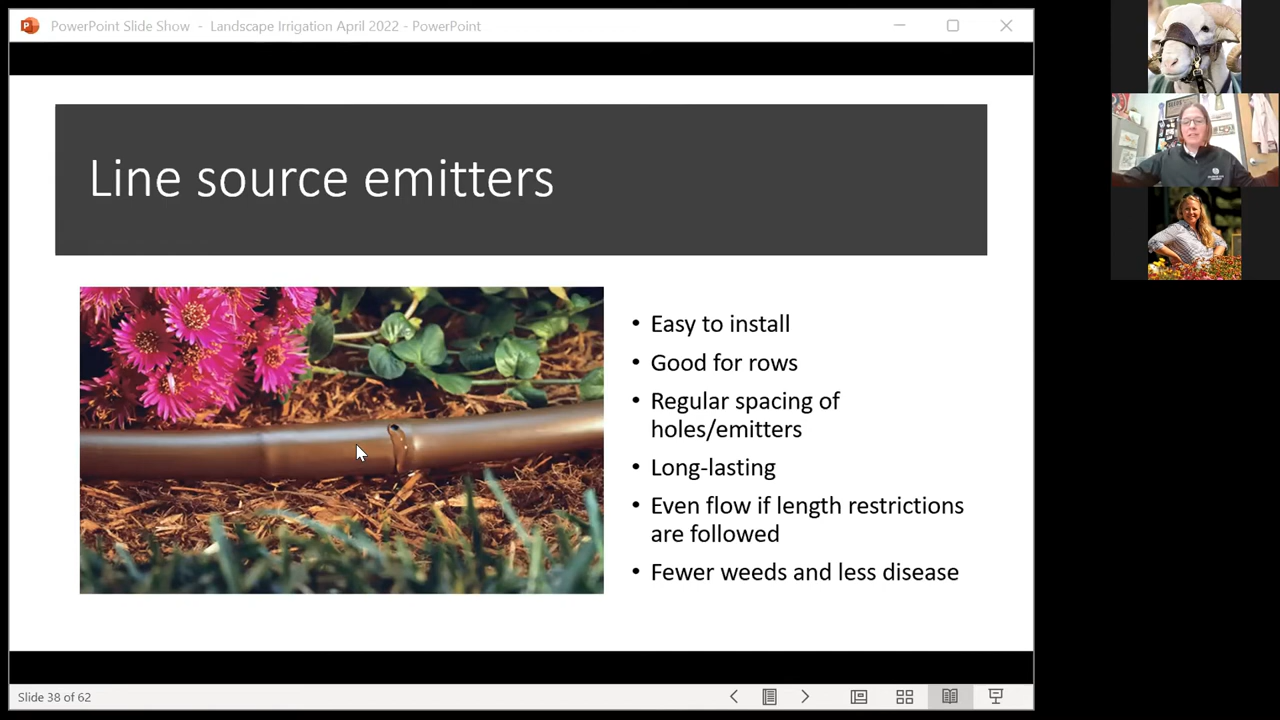 PowerPoint Slide Show - Landscape Irrigation April 2022 - PowerPoint
Line source emitters
• Easy to install
• Good for rows
• Regular spacing of
holes/emitters
• Long-lasting
• Even flow if length restrictions
are followed
• Fewer weeds and less disease
Slide 38 of 62